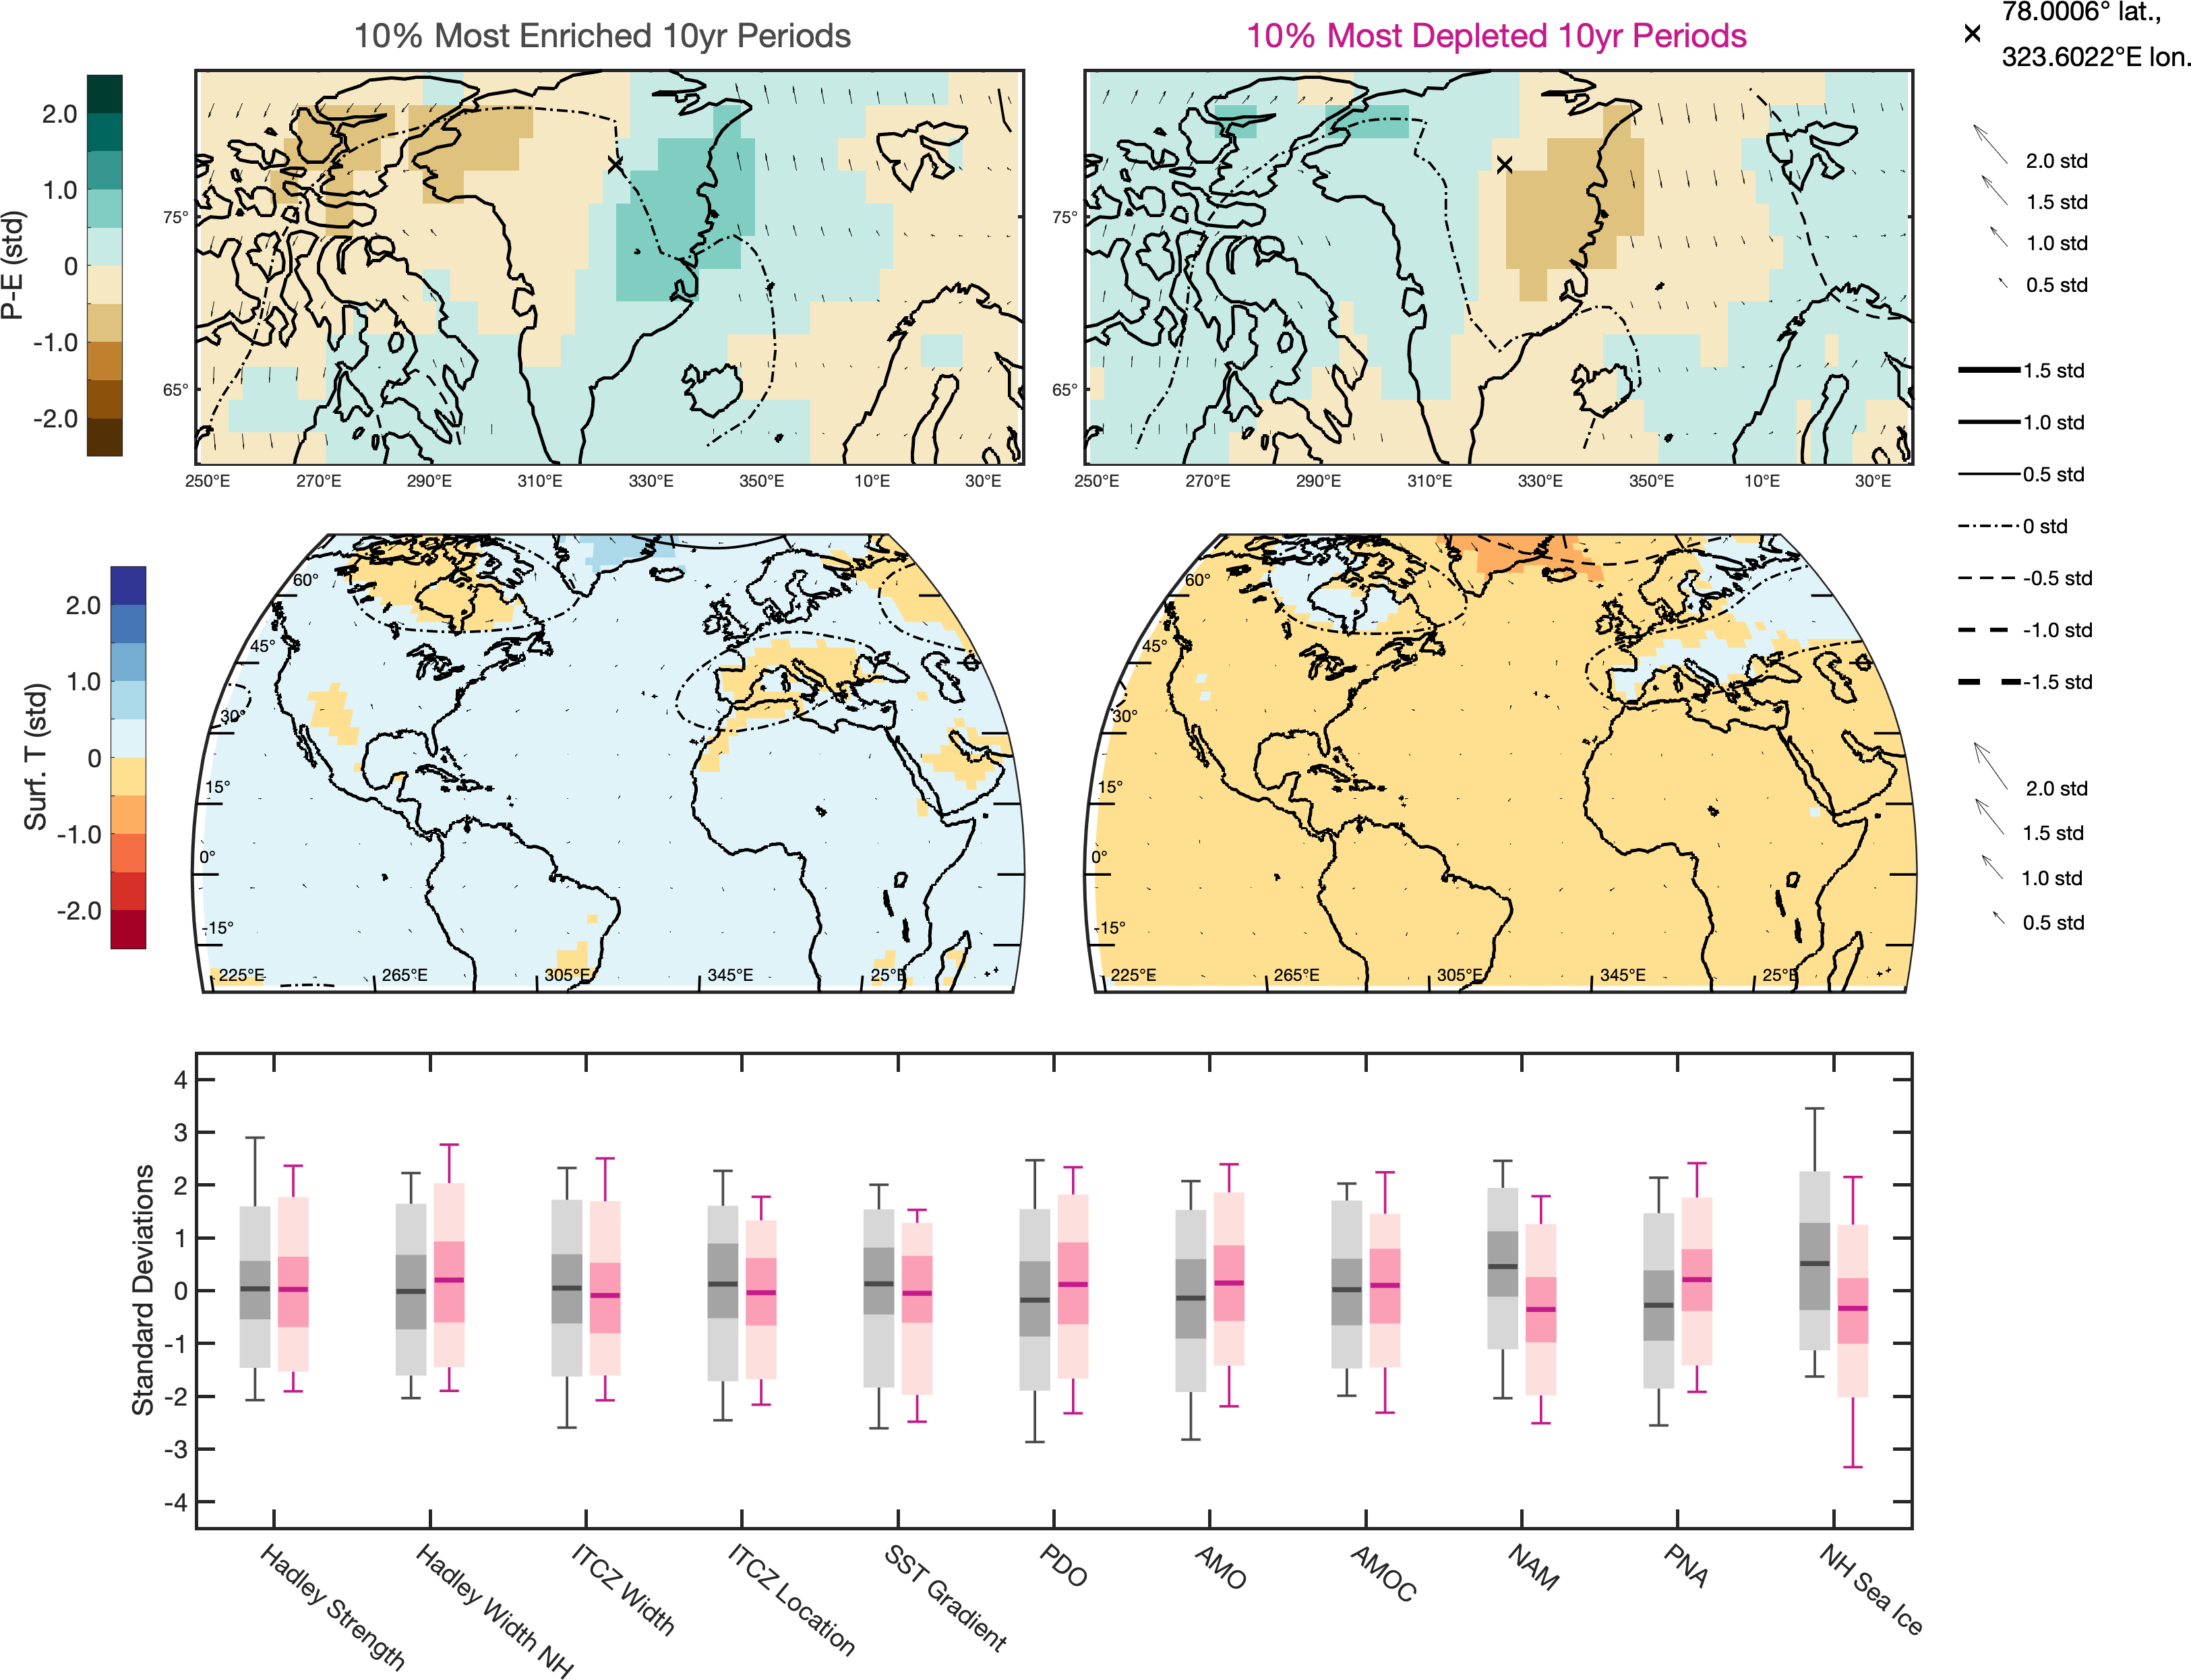 10% Most Enriched 10yr Periods
10% Most Depleted 10yr Periods
78.0006° lat.,
323.6022°E lon.
P-E (std)
2.0
1.0
0
-1.0
-2.0
75°
65°
250°E 270°E 290°E 310°E 330°E 350°E 10°E 30°E
75°
65°
250°E 270°E 290°E 310°E 330°E 350°E 10°E 30°E
2.0 std
1.5 std
1.0 std
0.5 std
1.5 std
1.0 std
0.5 std
0 std
-0.5 std
-1.0 std
-1.5 std
Surf. T (std)
2.0
1.0
0
-1.0
-2.0
60°
45°
30°
15°
0°
-15°
225°E 265°E 305°E 345°E 25°E
60°
45°
30°
15°
0°
-15°
225°E 265°E 305°E 345°E 25°E
2.0 std
1.5 std
1.0 std
0.5 std
Standard Deviations
4
3
2
1
0
-1
-2
-3
-4
Hadley Strength
Hadley Width NH
ITCZ Width
ITCZ Location
SST Gradient
PDO
AMO
AMOC
NAM
PNA
NH Sea Ice